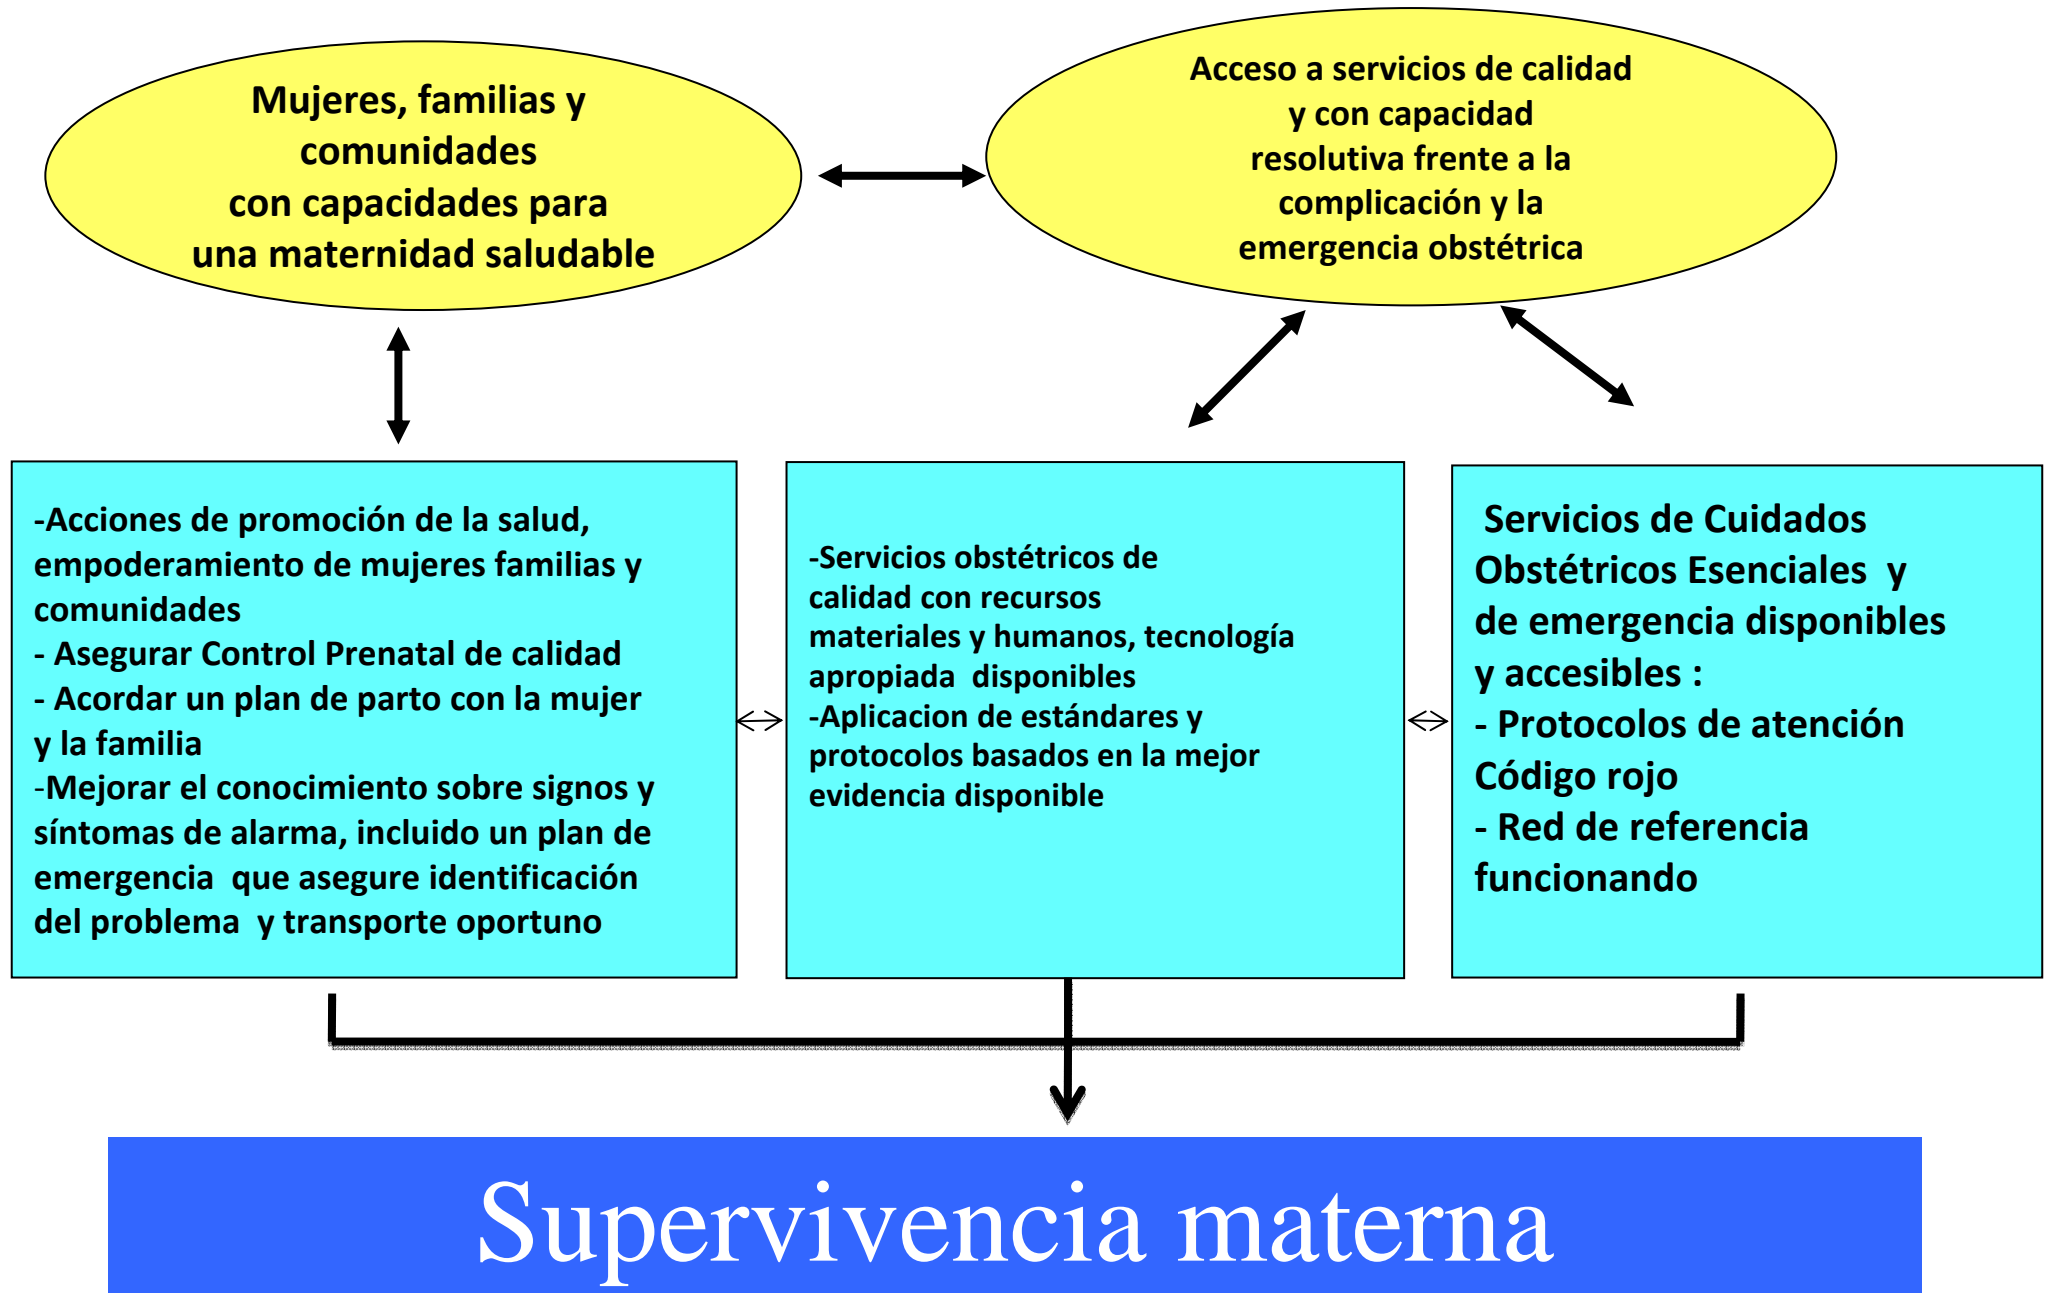 Mujeres, familias y
comunidades
con capacidades para
una maternidad saludable
Acceso a servicios de calidad
y con capacidad
resolutiva frente a la
complicación y la
emergencia obstétrica
-Acciones de promoción de la salud,
empoderamiento de mujeres familias y
comunidades
- Asegurar Control Prenatal de calidad
- Acordar un plan de parto con la mujer
y la familia
-Mejorar el conocimiento sobre signos y
síntomas de alarma, incluido un plan de
emergencia que asegure identificación
del problema y transporte oportuno
-Servicios obstétricos de
calidad con recursos
materiales y humanos, tecnología
apropiada disponibles
-Aplicacion de estándares y
protocolos basados en la mejor
evidencia disponible
Servicios de Cuidados
Obstétricos Esenciales y
de emergencia disponibles
y accesibles :
- Protocolos de atención
Código rojo
- Red de referencia
funcionando
Supervivencia materna